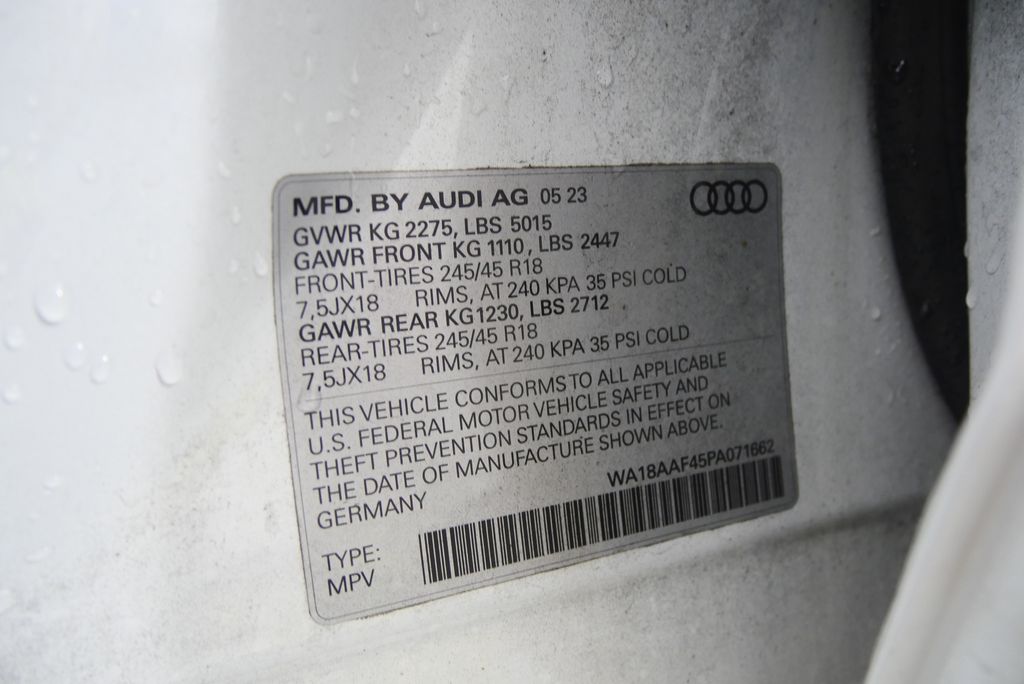 MFD. BY AUDI AG 05 23
GVWR KG 2275, LBS 5015
GAWR FRONT KG 1110, LBS 2447
FRONT-TIRES 245/45 R18
7,5JX18 RIMS, AT 240 KPA 35 PSI COLD
GAWR REAR KG1230, LBS 2712
REAR-TIRES 245/45 R18
7,5JX18 RIMS, AT 240 KPA 35 PSI COLD
THIS VEHICLE CONFORMS TO ALL APPLICABLE
U.S. FEDERAL MOTOR VEHICLE SAFETY AND
THEFT PREVENTION STANDARDS IN EFFECT ON
THE DATE OF MANUFACTURE SHOWN ABOVE.
GERMANY
WA18AAF45PA071662
TYPE:
MPV